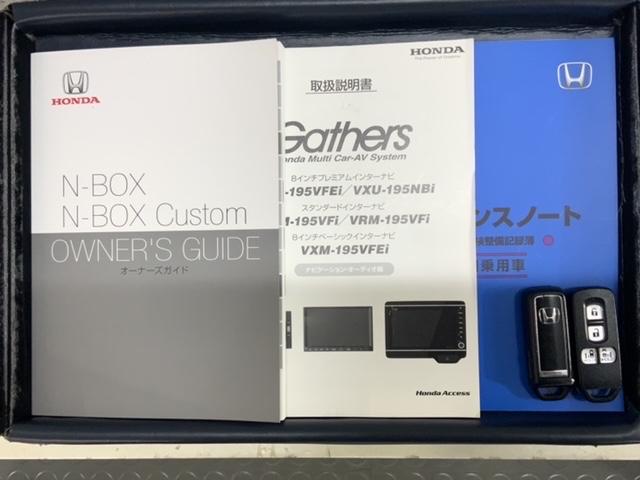 HONDA
N-BOX
N-BOX Custom
OWNER'S GUIDE
オーナーズガイド
HONDA
The Power of Dreams
取扱説明書
Gathers
onda Multi Car-AV System
8インチプレミアムインターナビ
-195VFEi/VXU-195NBi
スタンダードインターナビ
-195VFi/VRM-195VFi
8インチベーシックインターナビ
VXM-195VFEi
ナビゲーション・オーディオ編
Honda Access
ンスノート
検整備記録簿
乗用車